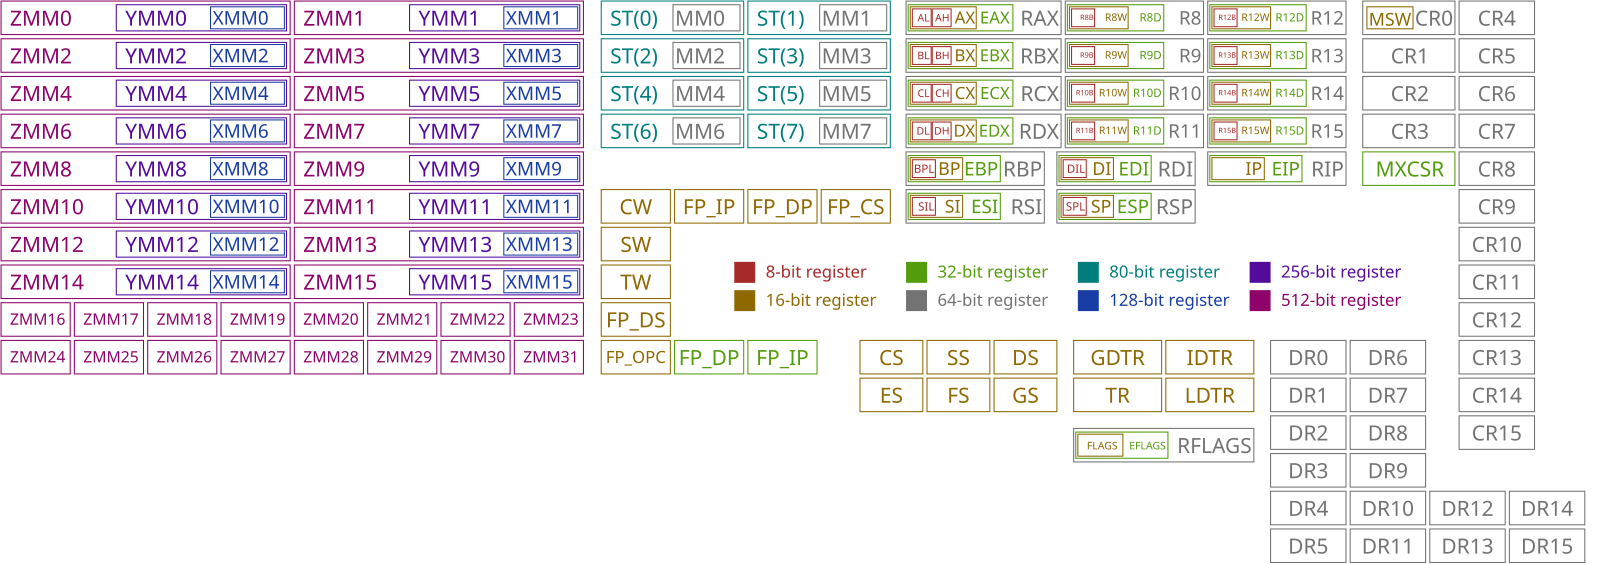 ZMM0 YMM0 XMM0 ZMM1 YMM1 XMM1 ST(0) MM0 ST(1) MM1 AL AH AX EAX RAX R8B R8W R8D R8 R12B R12W R12D R12 MSW CR0 CR4
ZMM2 YMM2 XMM2 ZMM3 YMM3 XMM3 ST(2) MM2 ST(3) MM3 BL BH BX EBX RBX R9B R9W R9D R9 R13B R13W R13D R13 CR1 CR5
ZMM4 YMM4 XMM4 ZMM5 YMM5 XMM5 ST(4) MM4 ST(5) MM5 CL CH CX ECX RCX R10B R10W R10D R10 R14B R14W R14D R14 CR2 CR6
ZMM6 YMM6 XMM6 ZMM7 YMM7 XMM7 ST(6) MM6 ST(7) MM7 DL DH DX EDX RDX R11B R11W R11D R11 R15B R15W R15D R15 CR3 CR7
ZMM8 YMM8 XMM8 ZMM9 YMM9 XMM9 BPL BP EBP RBP DIL DI EDI RDI IP EIP RIP MXCSR CR8
ZMM10 YMM10 XMM10 ZMM11 YMM11 XMM11 CW FP_IP FP_DP FP_CS SIL SI ESI RSI SPL SP ESP RSP CR9
ZMM12 YMM12 XMM12 ZMM13 YMM13 XMM13 SW CR10
8-bit register 32-bit register 80-bit register 256-bit register
ZMM14 YMM14 XMM14 ZMM15 YMM15 XMM15 TW CR11
16-bit register 64-bit register 128-bit register 512-bit register
ZMM16 ZMM17 ZMM18 ZMM19 ZMM20 ZMM21 ZMM22 ZMM23 FP_DS CR12
ZMM24 ZMM25 ZMM26 ZMM27 ZMM28 ZMM29 ZMM30 ZMM31 FP_OPC FP_DP FP_IP CS SS DS GDTR IDTR DR0 DR6 CR13
ES FS GS TR LDTR DR1 DR7 CR14
FLAGS EFLAGS RFLAGS DR2 DR8 CR15
DR3 DR9
DR4 DR10 DR12 DR14
DR5 DR11 DR13 DR15